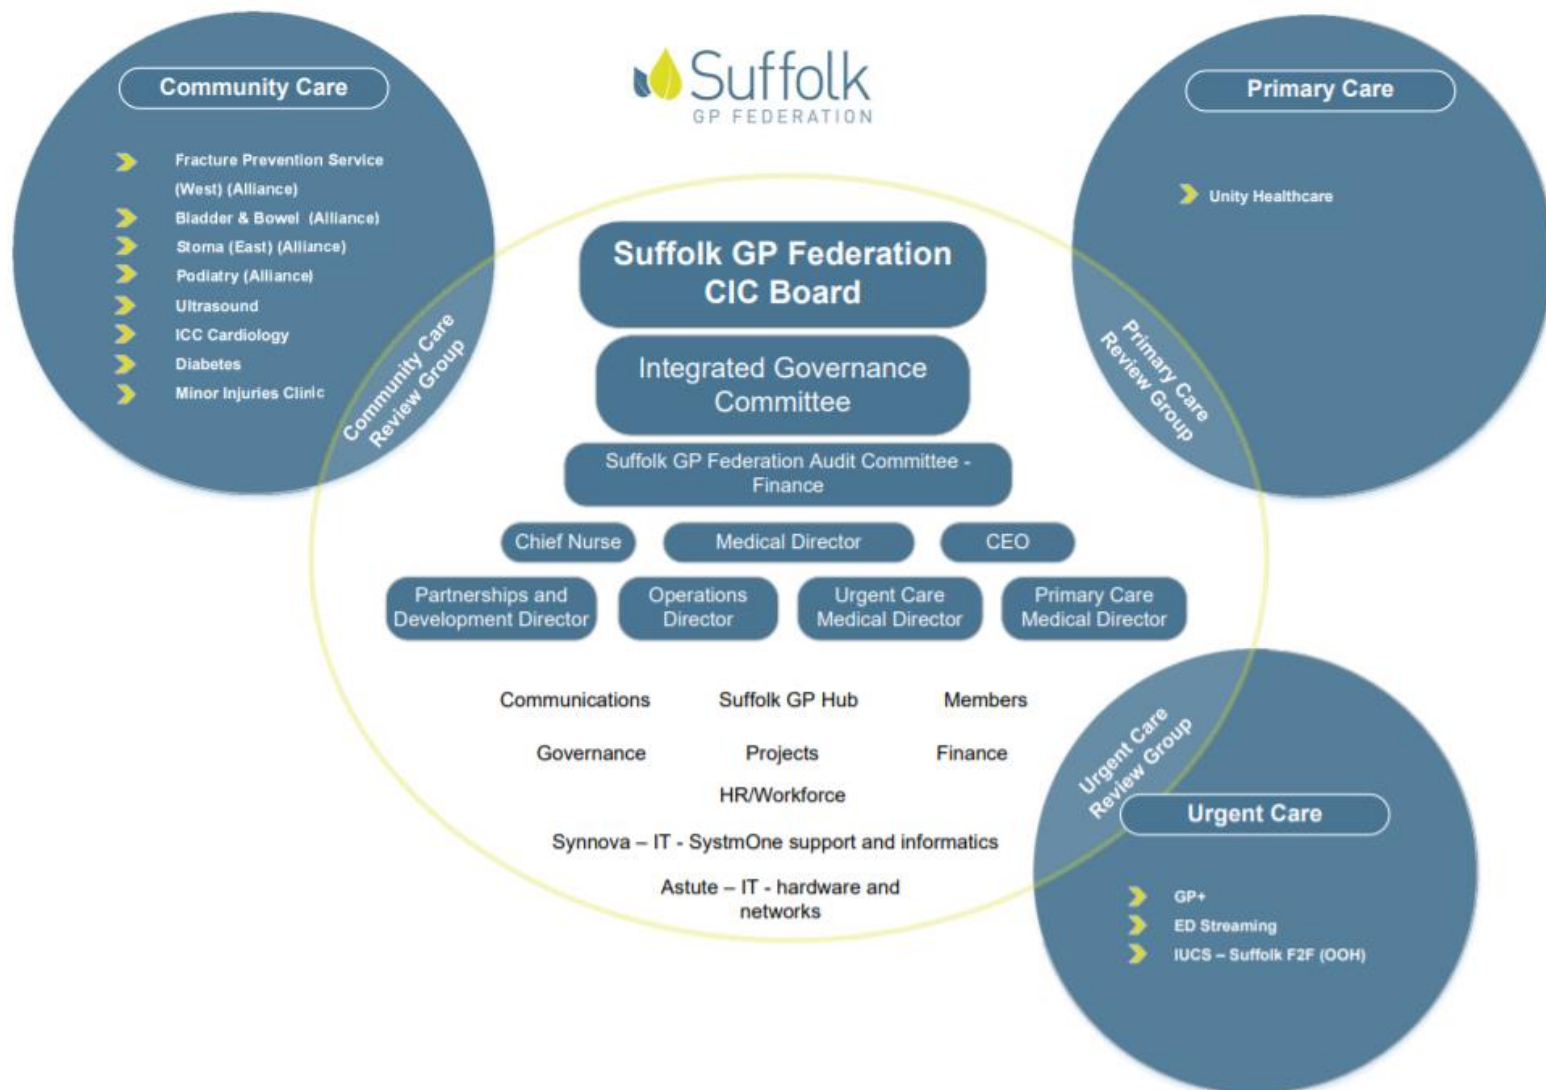 Suffolk
GP FEDERATION
Community Care
Fracture Prevention Service
(West) (Alliance)
Bladder & Bowel (Alliance)
Stoma (East) (Alliance)
Podiatry (Alliance)
Ultrasound
ICC Cardiology
Diabetes
Minor Injuries Clinic
Community Care
Review Group
Primary Care
Unity Healthcare
Primary Care
Review Group
Suffolk GP Federation
CIC Board
Integrated Governance
Committee
Suffolk GP Federation Audit Committee -
Finance
Chief Nurse
Medical Director
CEO
Partnerships and
Development Director
Operations
Director
Urgent Care
Medical Director
Primary Care
Medical Director
Communications
Suffolk GP Hub
Members
Governance
Projects
Finance
HR/Workforce
Synnova – IT - SystmOne support and informatics
Astute – IT - hardware and
networks
Urgent Care
Review Group
Urgent Care
GP+
ED Streaming
IUCS – Suffolk F2F (OOH)